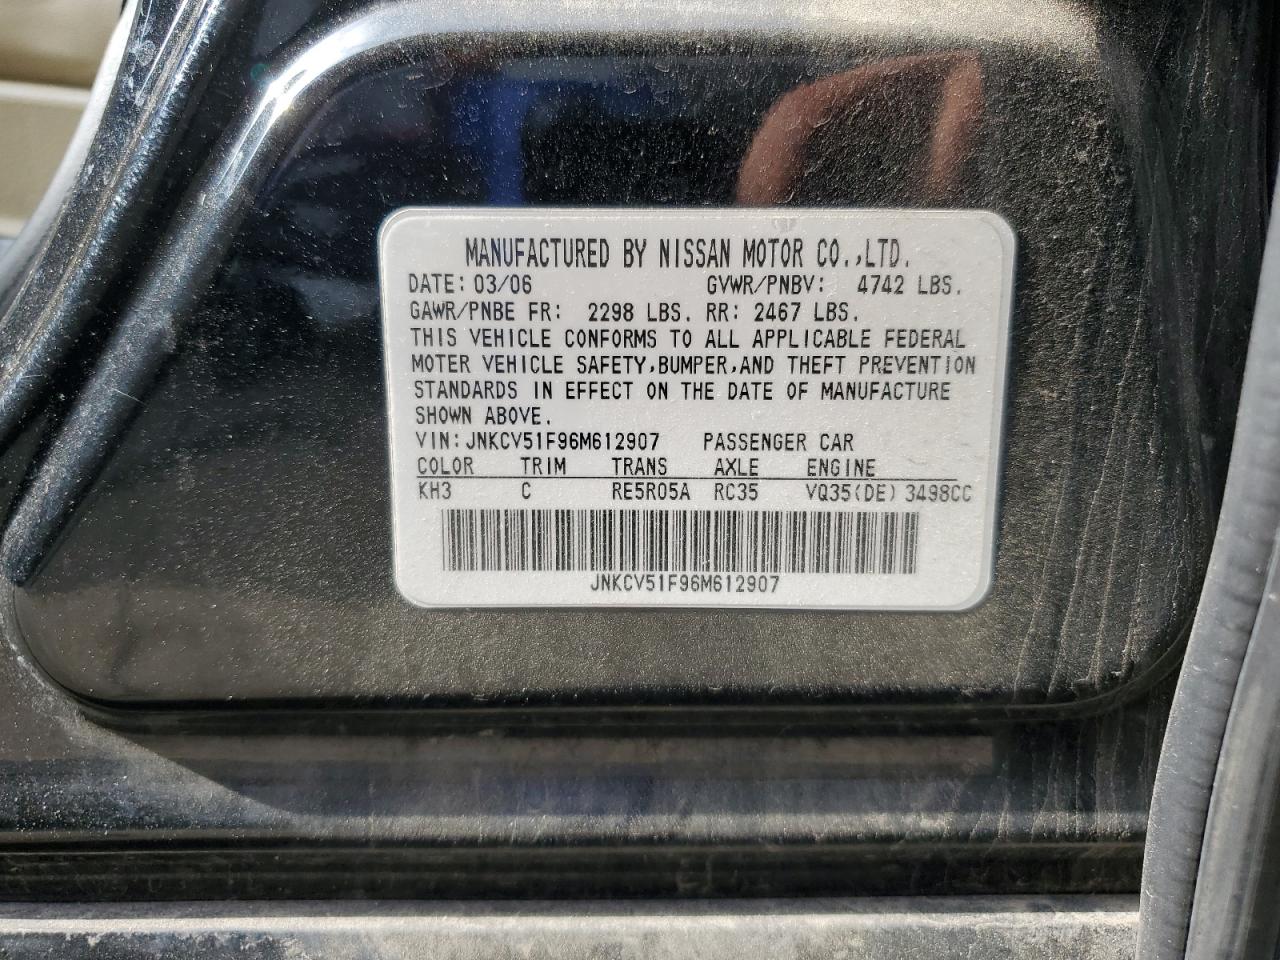 MANUFACTURED BY NISSAN MOTOR CO.,LTD.
DATE: 03/06 GVWR/PNBV: 4742 LBS.
GAWR/PNBE FR: 2298 LBS. RR: 2467 LBS.
THIS VEHICLE CONFORMS TO ALL APPLICABLE FEDERAL
MOTER VEHICLE SAFETY,BUMPER,AND THEFT PREVENTION
STANDARDS IN EFFECT ON THE DATE OF MANUFACTURE
SHOWN ABOVE.
VIN:JNKCV51F96M612907 PASSENGER CAR
COLOR TRIM TRANS AXLE ENGINE
KH3 C RE5R05A RC35 VQ35(DE) 3498CC
JNKCV51F96M612907